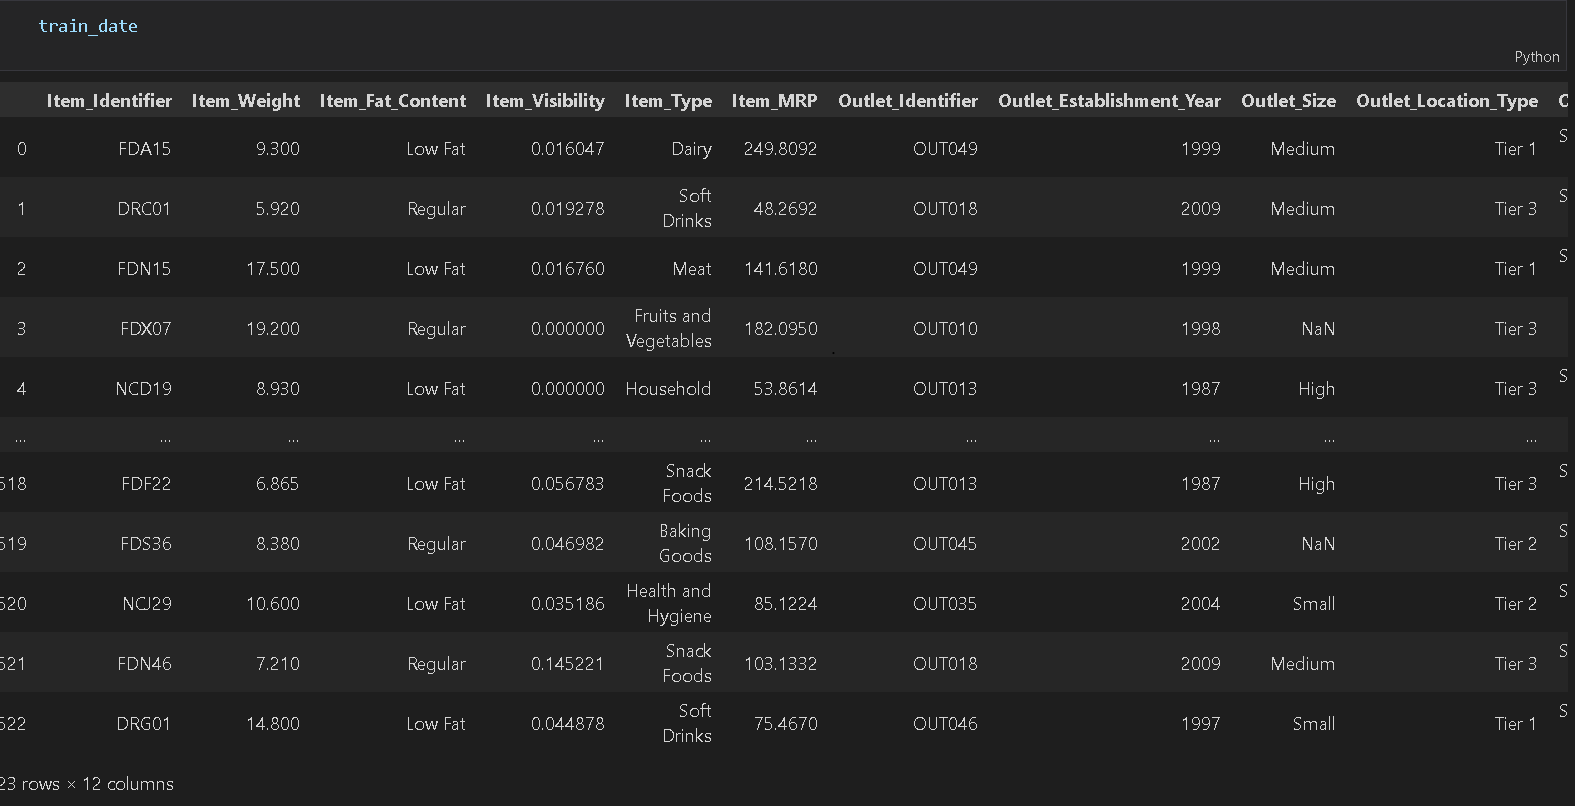 train_date
Python
Item_Identifier Item_Weight Item_Fat_Content Item_Visibility Item_Type Item_MRP Outlet_Identifier Outlet_Establishment_Year Outlet_Size Outlet_Location_Type
0 FDA15 9.300 Low Fat 0.016047 Dairy 249.8092 OUT049 1999 Medium Tier 1
1 DRC01 5.920 Regular 0.019278 Soft Drinks 48.2692 OUT018 2009 Medium Tier 3
2 FDN15 17.500 Low Fat 0.016760 Meat 141.6180 OUT049 1999 Medium Tier 1
3 FDX07 19.200 Regular 0.000000 Fruits and Vegetables 182.0950 OUT010 1998 NaN Tier 3
4 NCD19 8.930 Low Fat 0.000000 Household 53.8614 OUT013 1987 High Tier 3
... ... ... ... ... ... ... ... ... ... ...
518 FDF22 6.865 Low Fat 0.056783 Snack Foods 214.5218 OUT013 1987 High Tier 3
519 FDS36 8.380 Regular 0.046982 Baking Goods 108.1570 OUT045 2002 NaN Tier 2
520 NCJ29 10.600 Low Fat 0.035186 Health and Hygiene 85.1224 OUT035 2004 Small Tier 2
521 FDN46 7.210 Regular 0.145221 Snack Foods 103.1332 OUT018 2009 Medium Tier 3
522 DRG01 14.800 Low Fat 0.044878 Soft Drinks 75.4670 OUT046 1997 Small Tier 1
23 rows × 12 columns